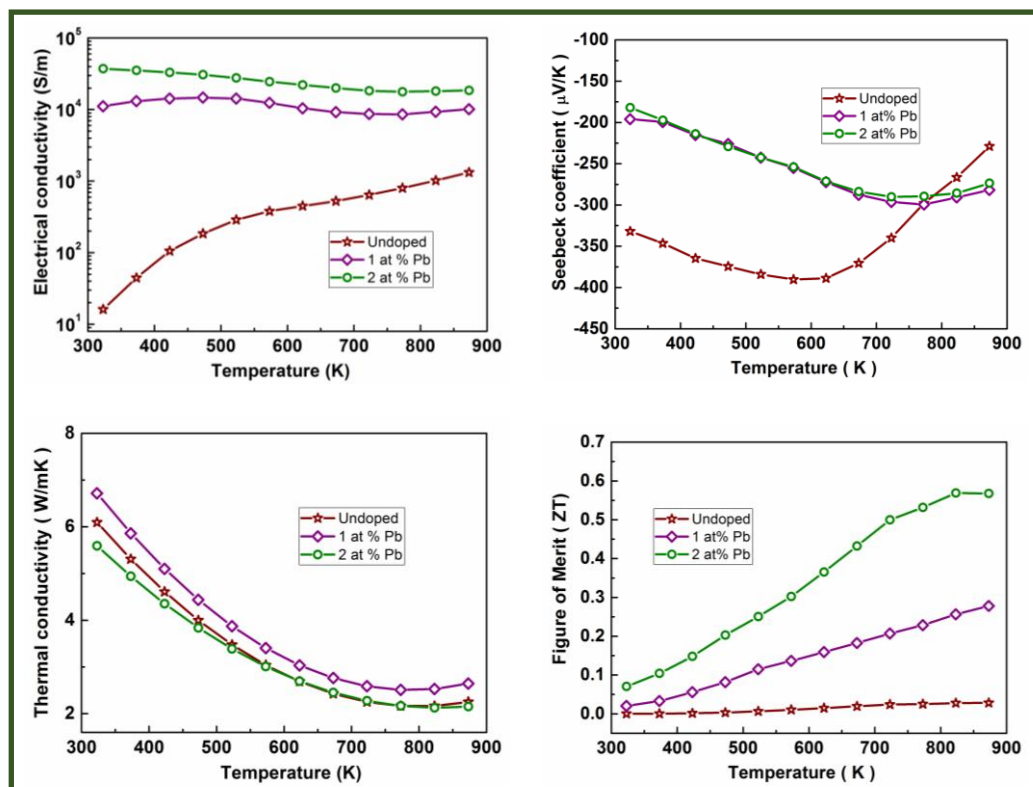 Electrical conductivity (S/m)
10^5
10^4
10^3
10^2
10^1
Undoped
1 at % Pb
2 at % Pb
300 400 500 600 700 800 900
Temperature (K)
Seebeck coefficient ( μV/K )
-100
-150
-200
-250
-300
-350
-400
-450
Undoped
1 at% Pb
2 at% Pb
300 400 500 600 700 800 900
Temperature ( K )
Thermal conductivity ( W/mK )
8
6
4
2
Undoped
1 at % Pb
2 at % Pb
300 400 500 600 700 800 900
Temperature (K)
Figure of Merit ( ZT)
0.7
0.6
0.5
0.4
0.3
0.2
0.1
0.0
Undoped
1 at% Pb
2 at% Pb
300 400 500 600 700 800 900
Temperature ( K )